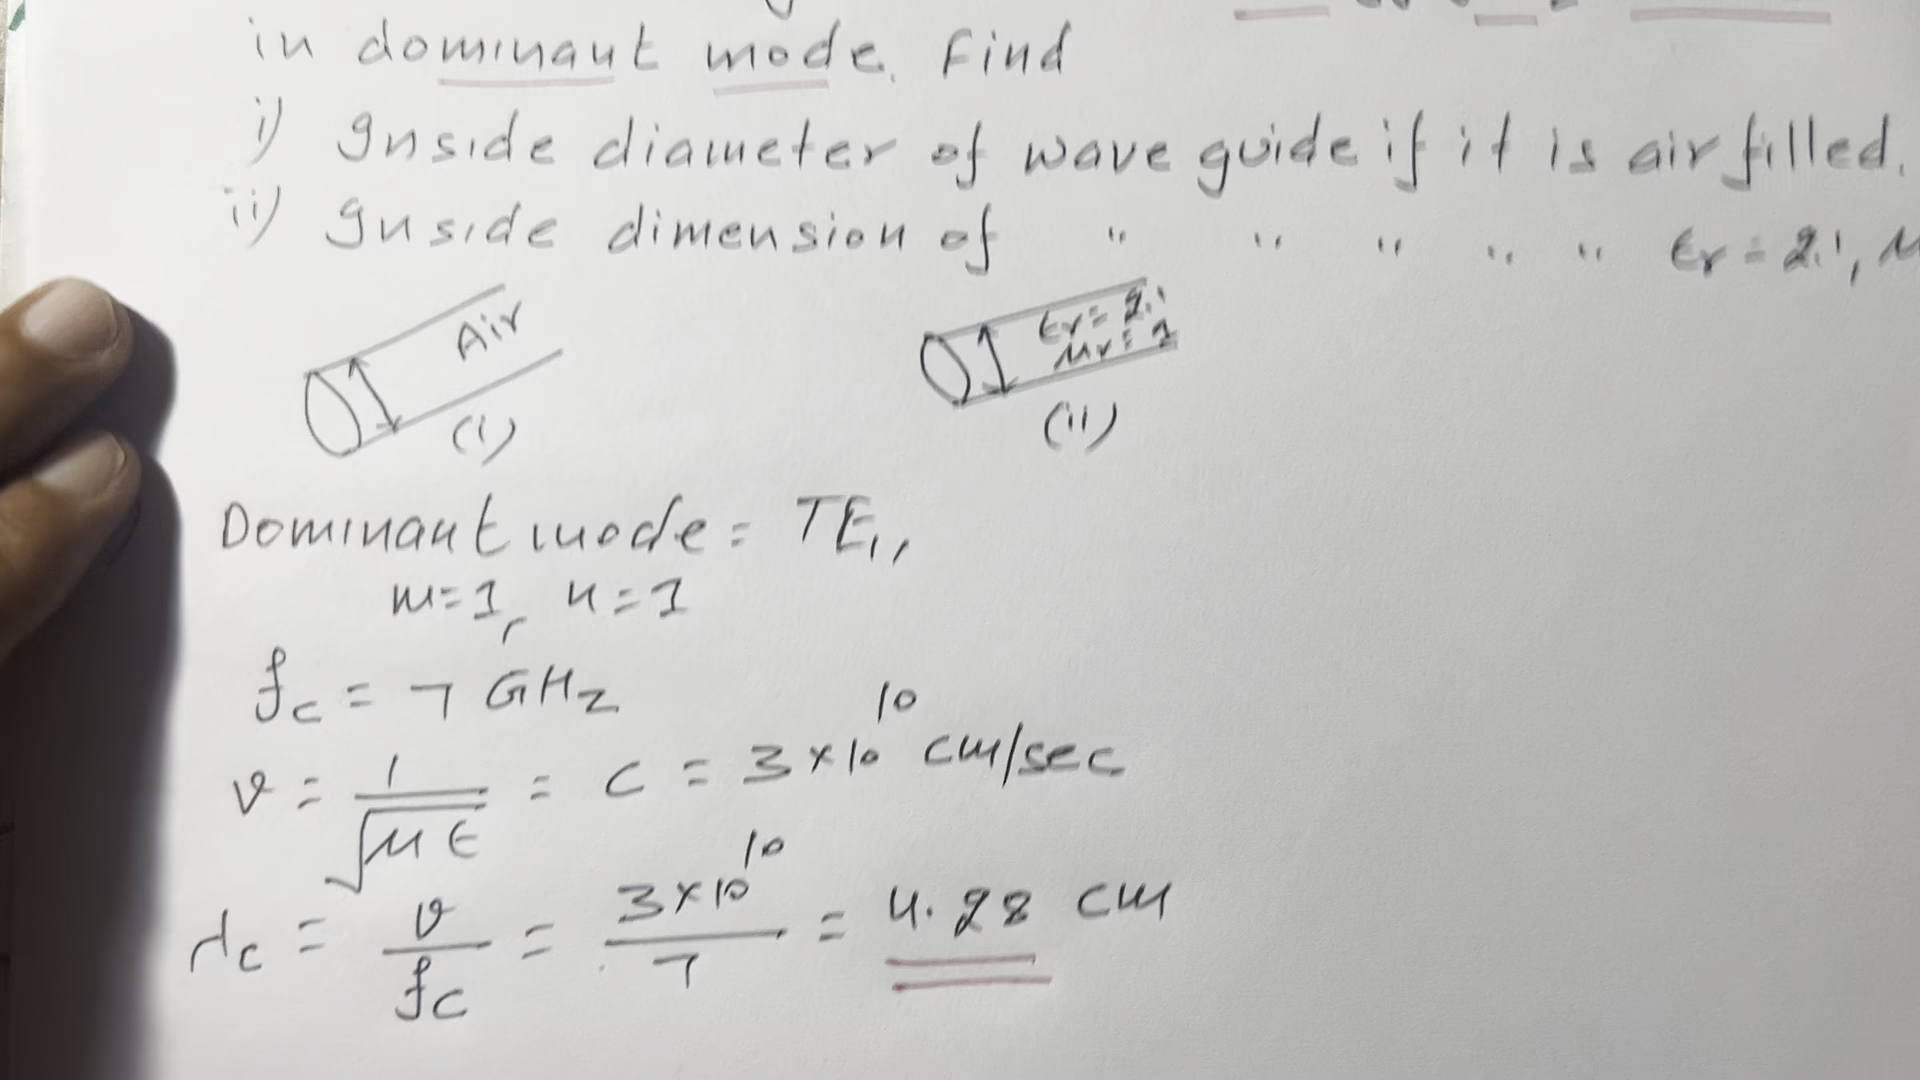 in dominant mode. Find
i) Inside diameter of wave guide if it is air filled.
ii) Inside dimension of " " " " " εr = 2.1, μ
Air
(i)
εr = 2.1
μr = 1
(ii)
Dominant mode = TE11
m=1, n=1
fc = 7 GHz
v = 1/√με = c = 3×10^10 cm/sec
λc = v/fc = 3×10^10/7 = 4.28 cm